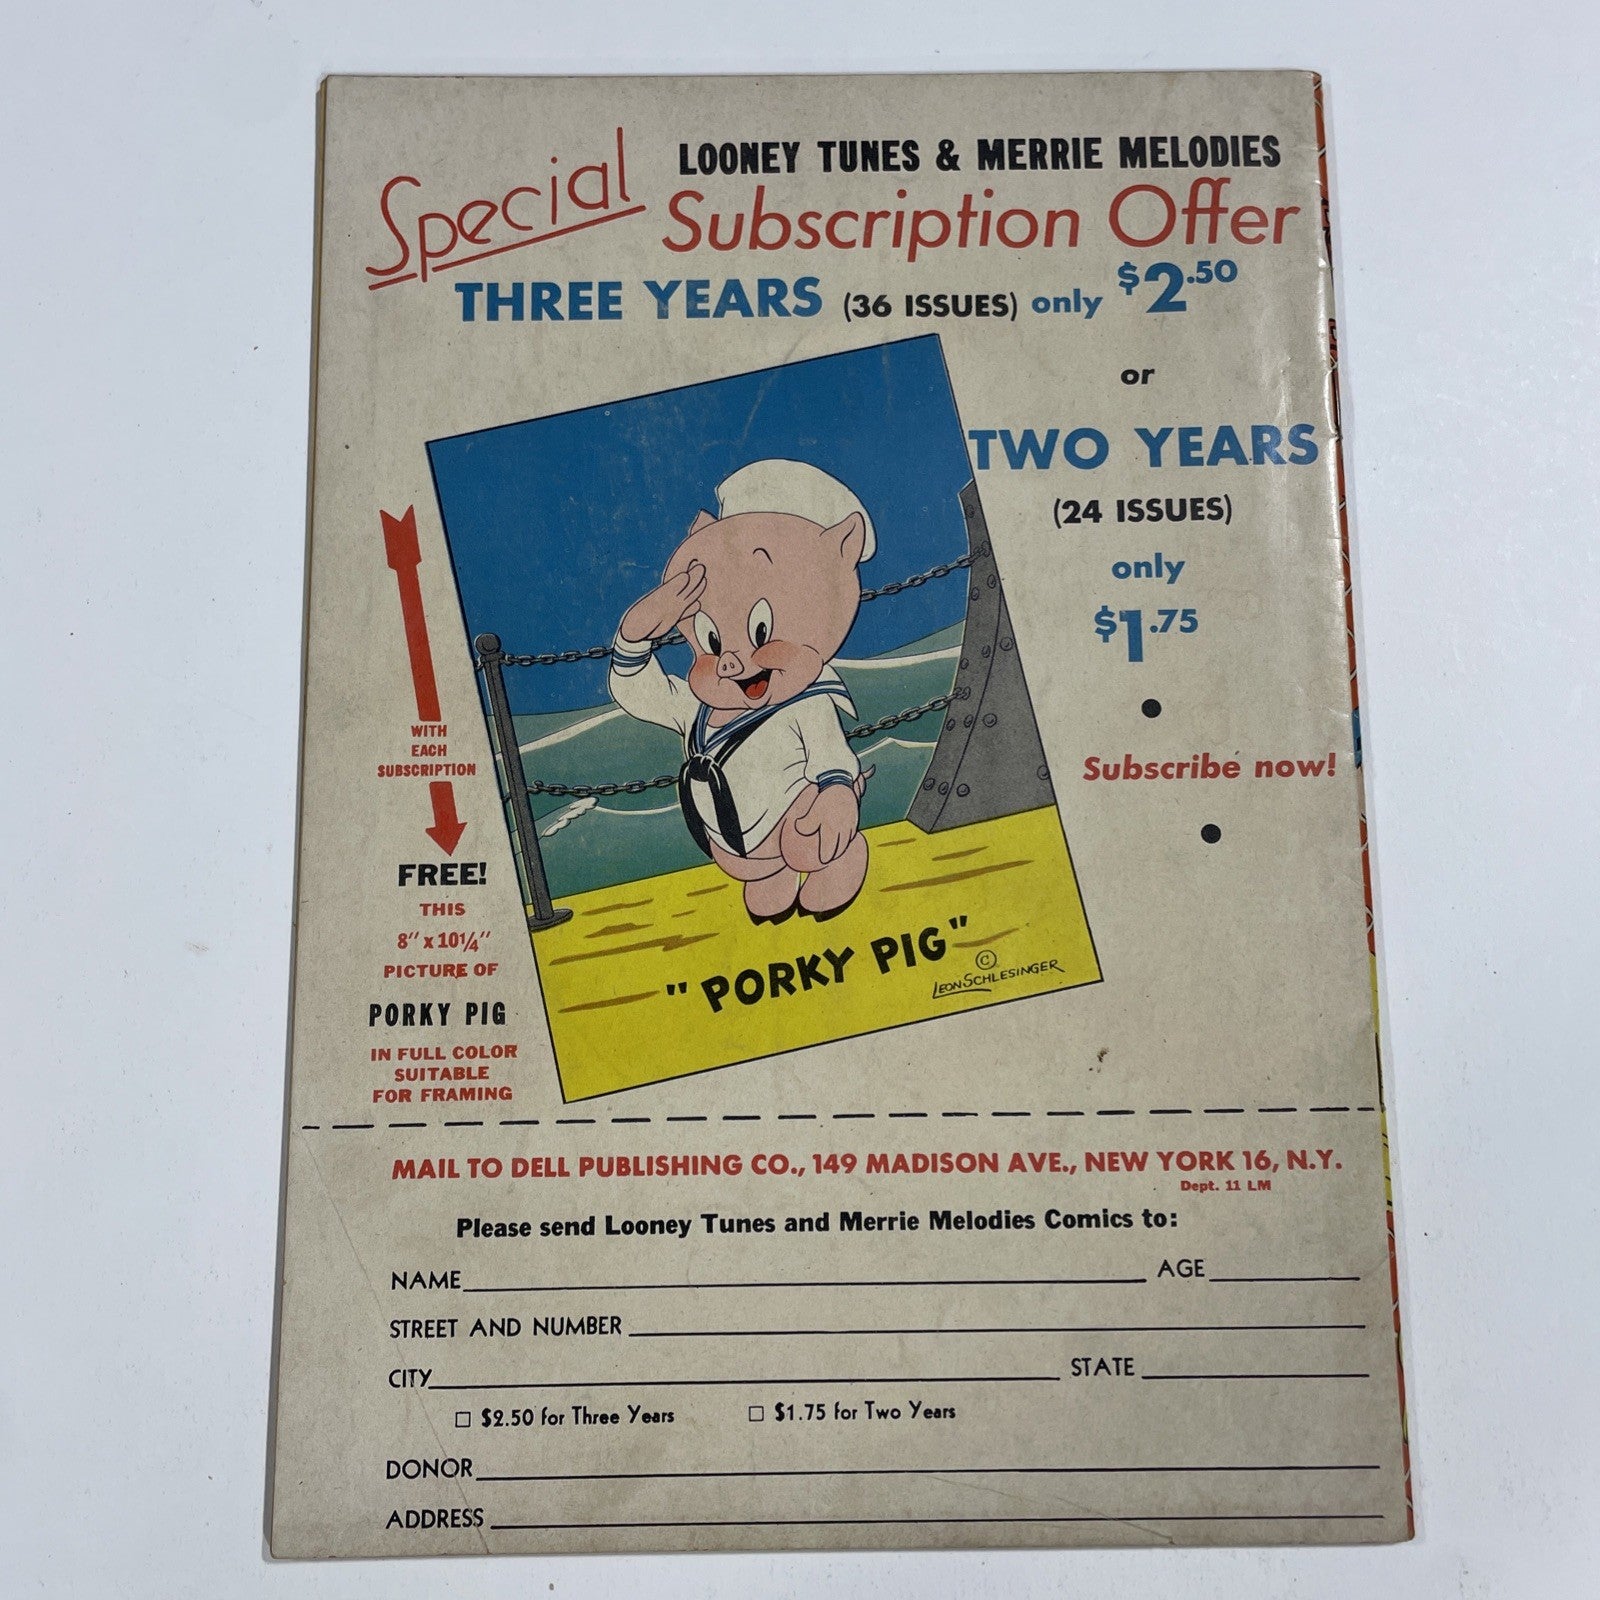 LOONEY TUNES & MERRIE MELODIES
Special Subscription Offer
THREE YEARS (36 ISSUES) only $2.50
or
TWO YEARS
(24 ISSUES)
only
$1.75
Subscribe now!
WITH
EACH
SUBSCRIPTION
FREE!
THIS
8" x 10 1/4"
PICTURE OF
PORKY PIG
IN FULL COLOR
SUITABLE
FOR FRAMING
"PORKY PIG"
©
LEON SCHLESINGER
MAIL TO DELL PUBLISHING CO., 149 MADISON AVE., NEW YORK 16, N.Y.
Dept. 11 LM
Please send Looney Tunes and Merrie Melodies Comics to:
NAME AGE
STREET AND NUMBER
CITY STATE
□ $2.50 for Three Years □ $1.75 for Two Years
DONOR
ADDRESS